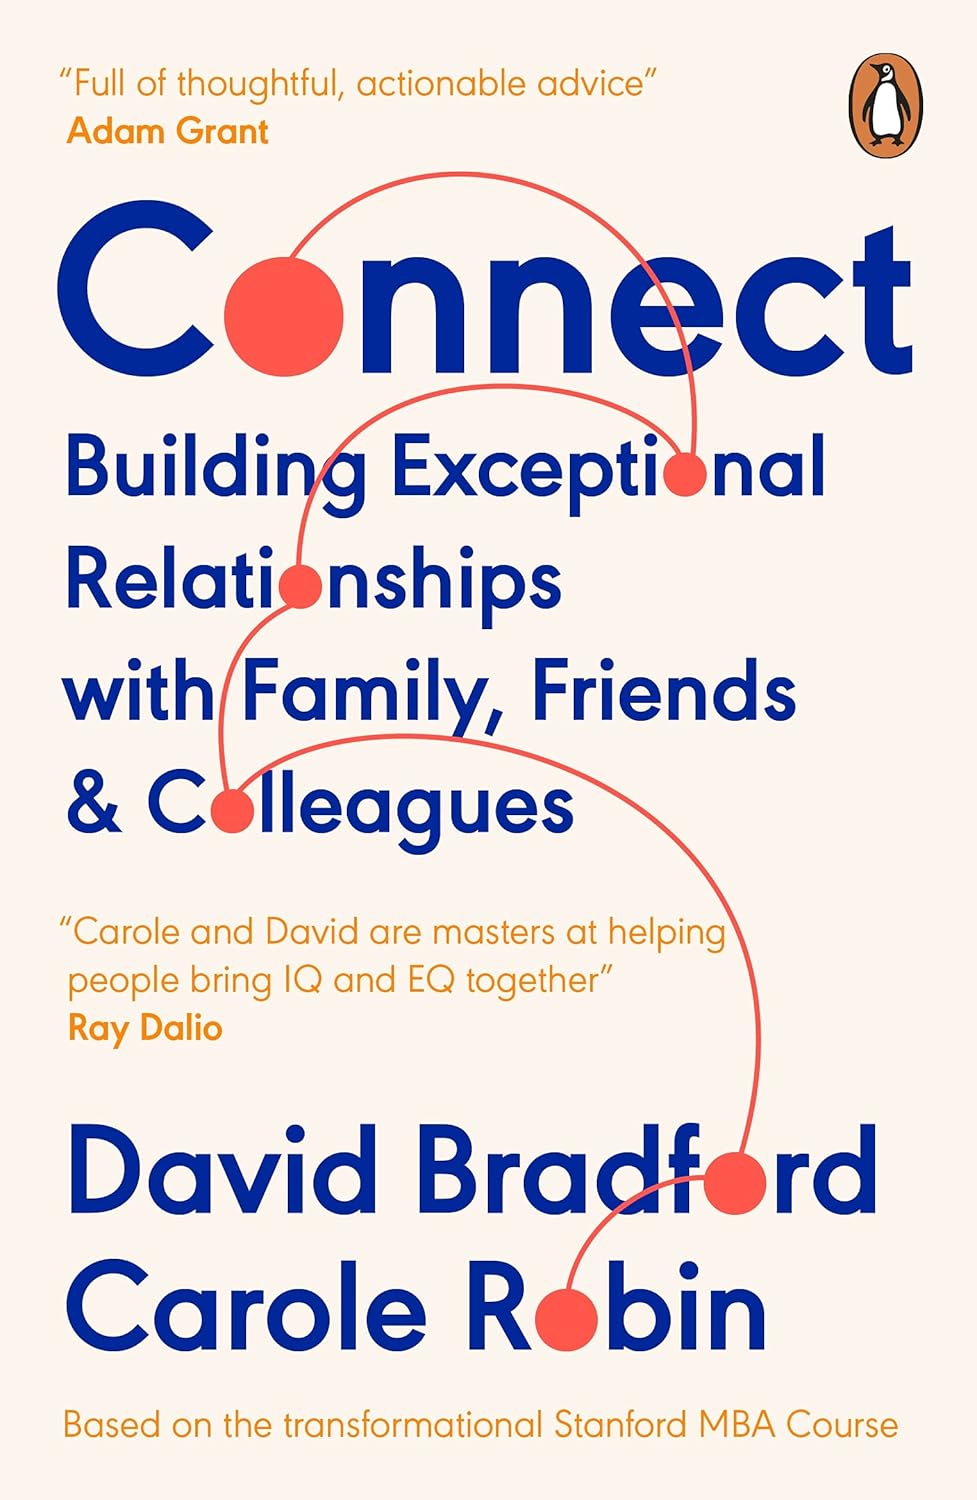 “Full of thoughtful, actionable advice”
Adam Grant
Connect
Building Exceptional
Relationships
with Family, Friends
& Colleagues
“Carole and David are masters at helping
people bring IQ and EQ together”
Ray Dalio
David Bradford
Carole Robin
Based on the transformational Stanford MBA Course